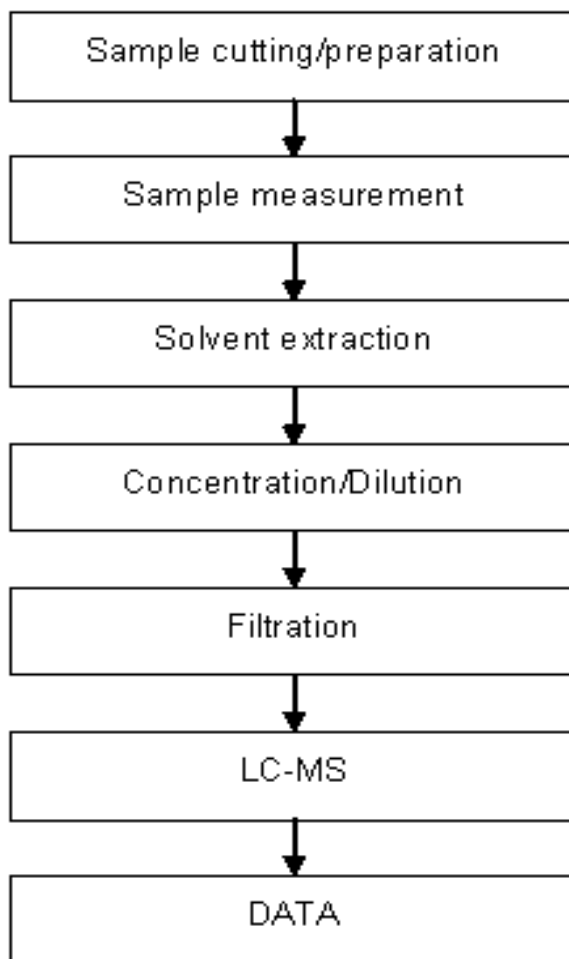 Sample cutting/preparation
Sample measurement
Solvent extraction
Concentration/Dilution
Filtration
LC-MS
DATA